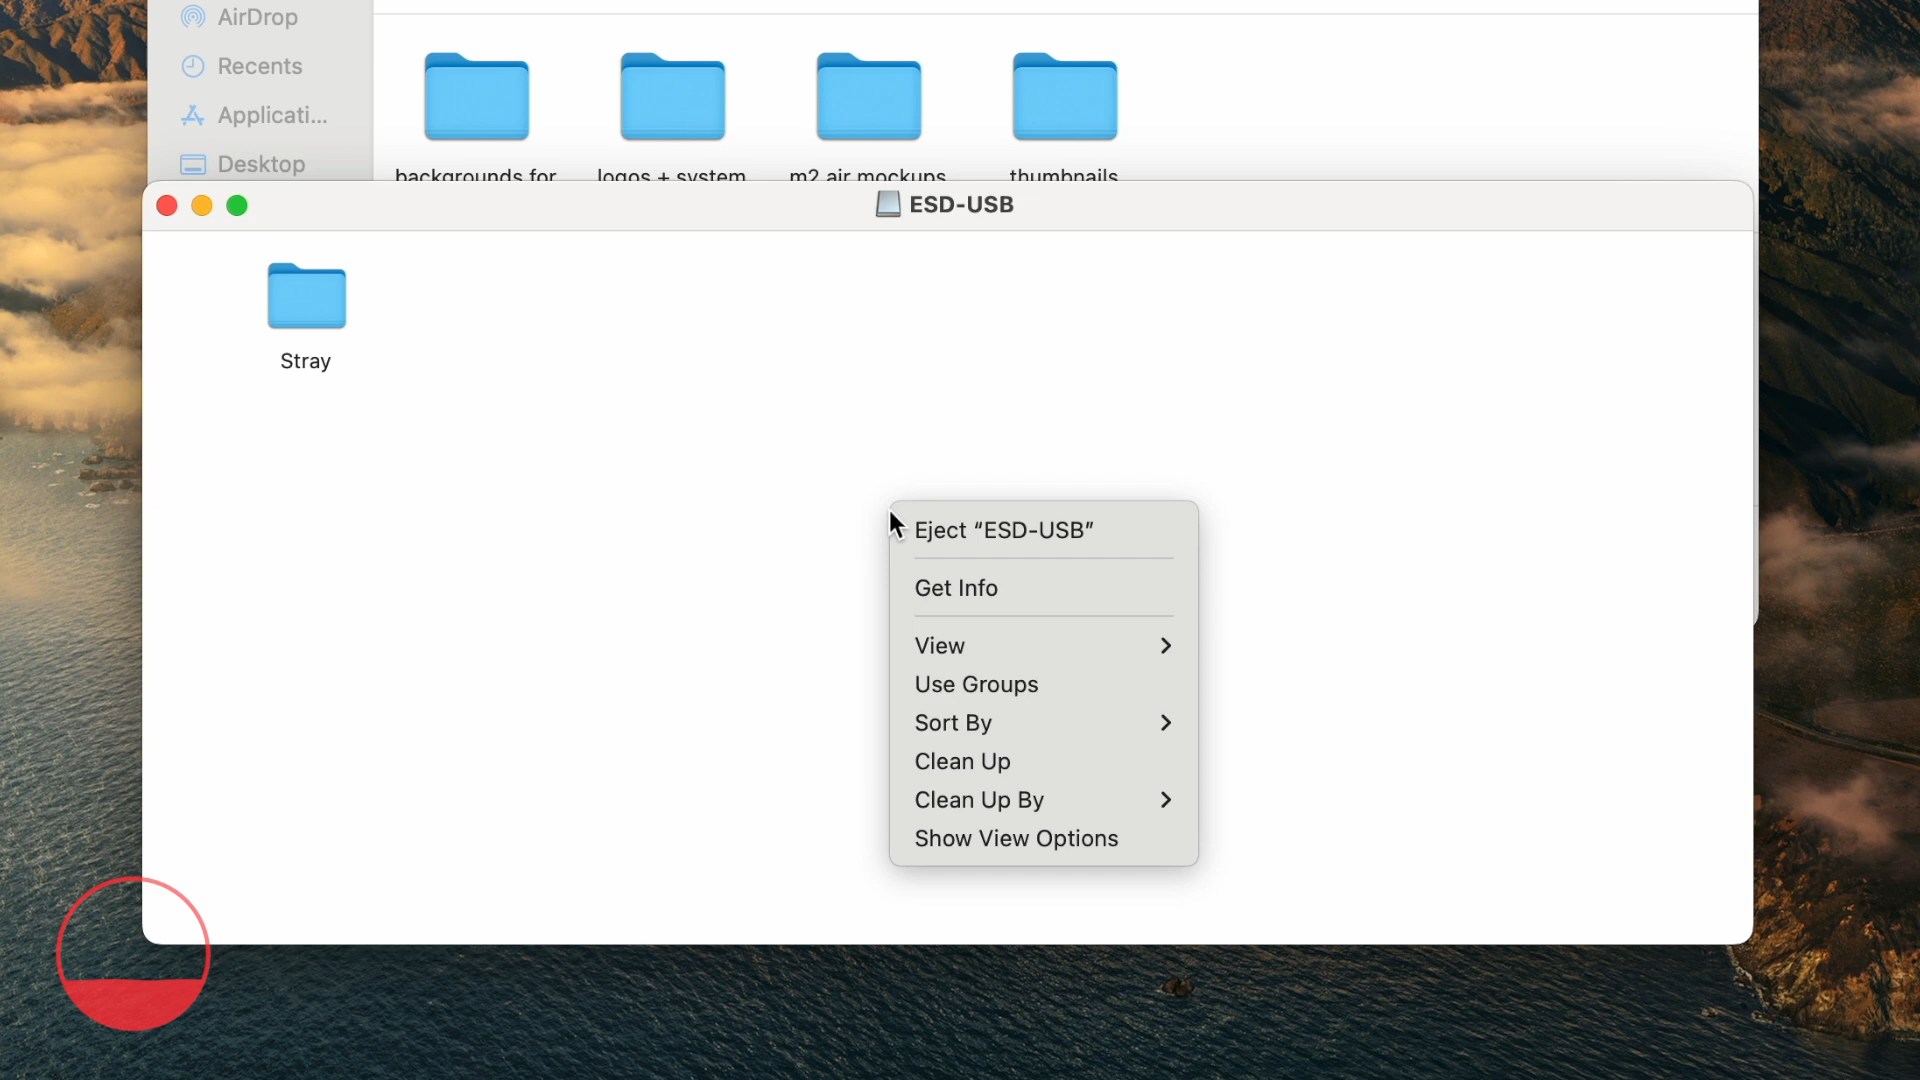 AirDrop
Recents
Applicati...
Desktop
backgrounds for
logos + system
m2 air mockups
thumbnails
ESD-USB
Stray
Eject “ESD-USB”
Get Info
View
Use Groups
Sort By
Clean Up
Clean Up By
Show View Options